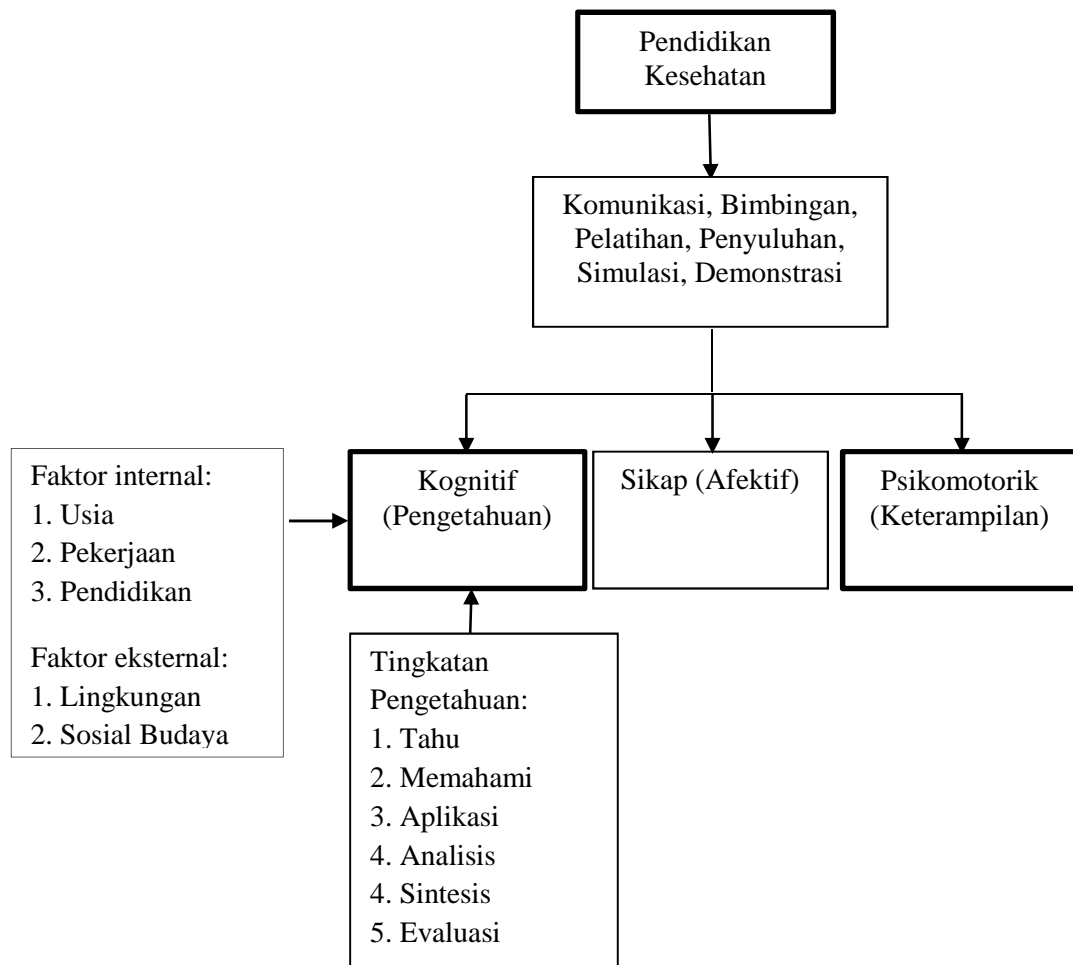 Pendidikan
Kesehatan
Komunikasi, Bimbingan,
Pelatihan, Penyuluhan,
Simulasi, Demonstrasi
Faktor internal:
1. Usia
2. Pekerjaan
3. Pendidikan
Faktor eksternal:
1. Lingkungan
2. Sosial Budaya
Kognitif
(Pengetahuan)
Sikap (Afektif)
Psikomotorik
(Keterampilan)
Tingkatan
Pengetahuan:
1. Tahu
2. Memahami
3. Aplikasi
4. Analisis
4. Sintesis
5. Evaluasi